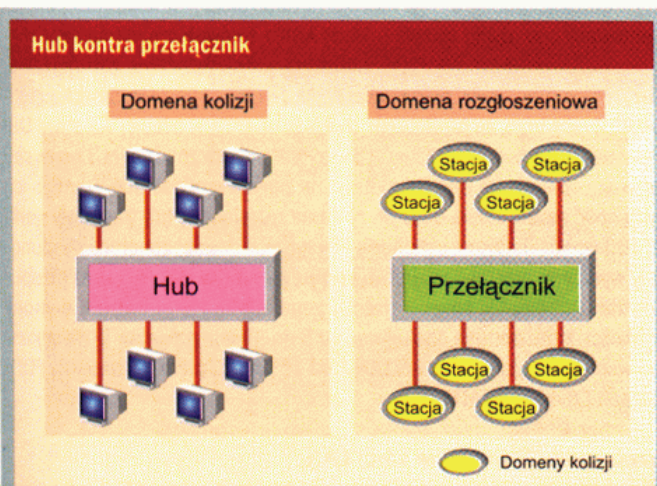 Hub kontra przełącznik
Domena kolizji
Domena rozgłoszeniowa
Stacja
Stacja
Stacja
Stacja
Hub
Przełącznik
Stacja
Stacja
Stacja
Stacja
Domeny kolizji